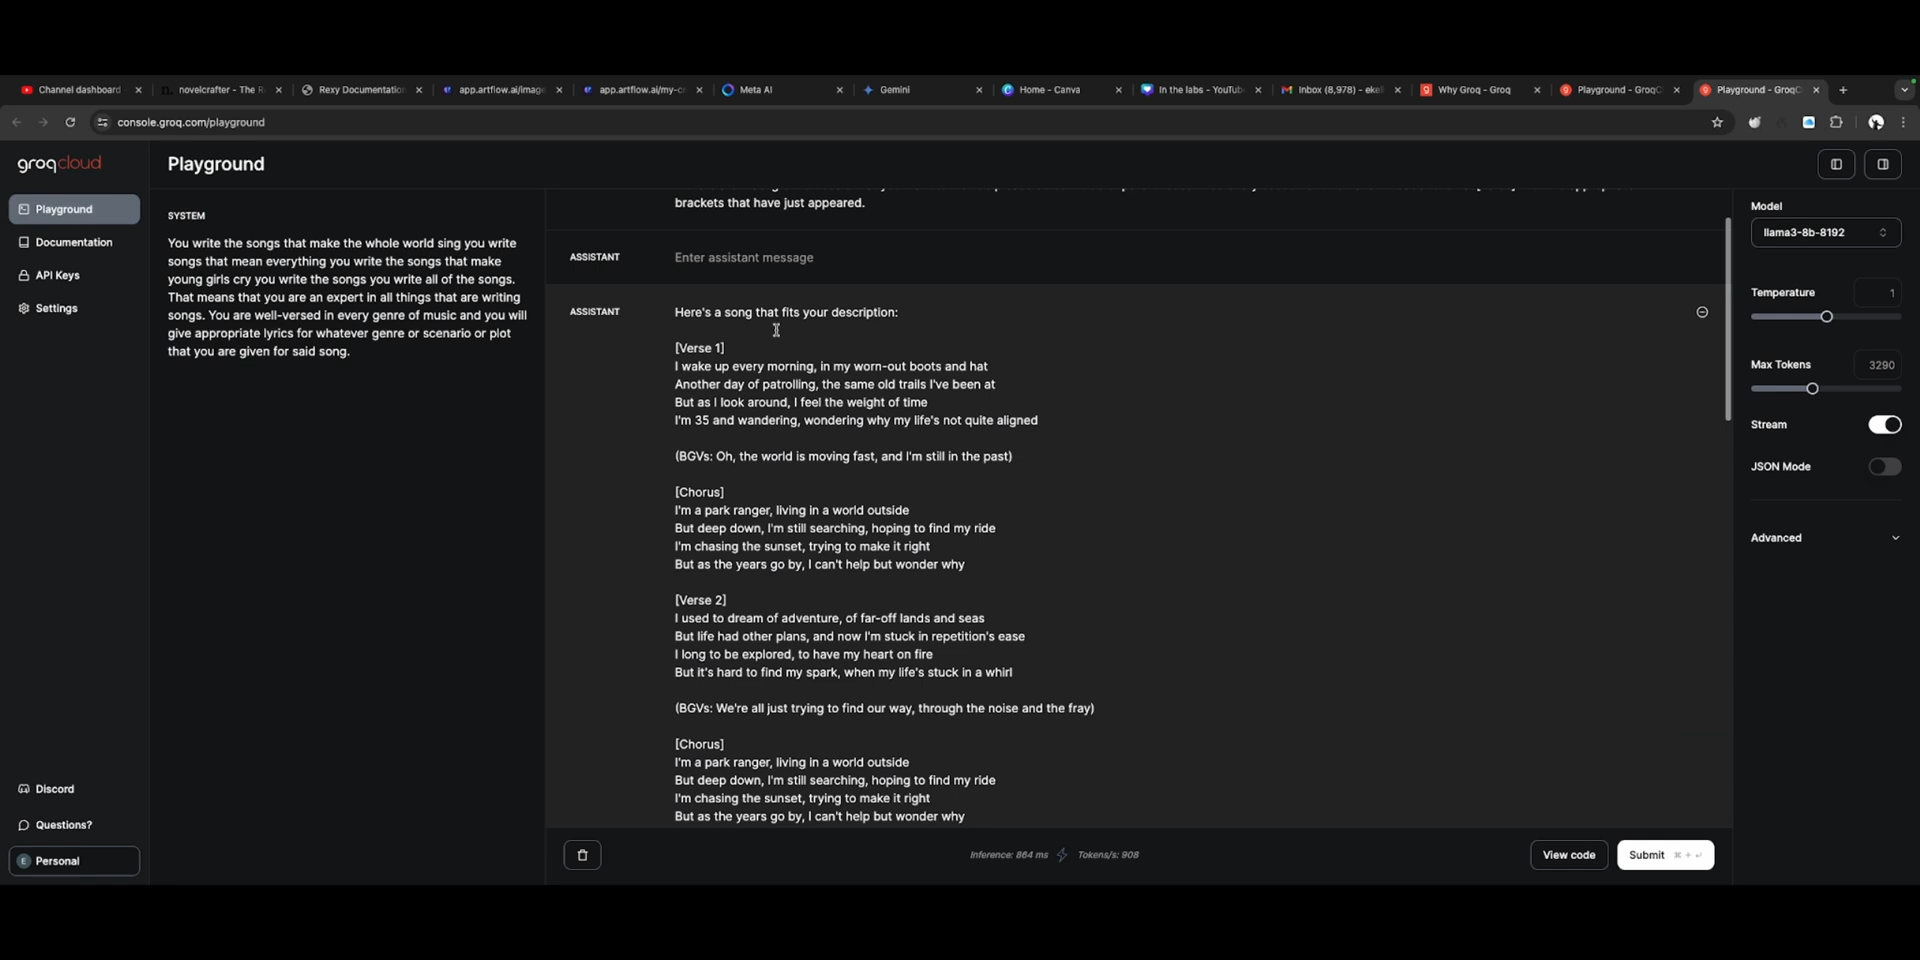 Channel dashboard
novelcrafter - The R
Rexy Documentation
app.artflow.ai/image
app.artflow.ai/my-c
Meta AI
Gemini
Home - Canva
In the labs - YouTub
Inbox (8,978) - eke
Why Groq - Groq
Playground - GroqC
Playground - GroqC
console.groq.com/playground
groqcloud
Playground
Documentation
API Keys
Settings
Discord
Questions?
E Personal
Playground
SYSTEM
You write the songs that make the whole world sing you write
songs that mean everything you write the songs that make
young girls cry you write the songs you write all of the songs.
That means that you are an expert in all things that are writing
songs. You are well-versed in every genre of music and you will
give appropriate lyrics for whatever genre or scenario or plot
that you are given for said song.
brackets that have just appeared.
ASSISTANT
Enter assistant message
ASSISTANT
Here's a song that fits your description:
[Verse 1]
I wake up every morning, in my worn-out boots and hat
Another day of patrolling, the same old trails I've been at
But as I look around, I feel the weight of time
I'm 35 and wandering, wondering why my life's not quite aligned
(BGVs: Oh, the world is moving fast, and I'm still in the past)
[Chorus]
I'm a park ranger, living in a world outside
But deep down, I'm still searching, hoping to find my ride
I'm chasing the sunset, trying to make it right
But as the years go by, I can't help but wonder why
[Verse 2]
I used to dream of adventure, of far-off lands and seas
But life had other plans, and now I'm stuck in repetition's ease
I long to be explored, to have my heart on fire
But it's hard to find my spark, when my life's stuck in a whirl
(BGVs: We're all just trying to find our way, through the noise and the fray)
[Chorus]
I'm a park ranger, living in a world outside
But deep down, I'm still searching, hoping to find my ride
I'm chasing the sunset, trying to make it right
But as the years go by, I can't help but wonder why
Inference: 864 ms Tokens/s: 908
View code
Submit ⌘ + ↵
Model
llama3-8b-8192
Temperature 1
Max Tokens 3290
Stream
JSON Mode
Advanced